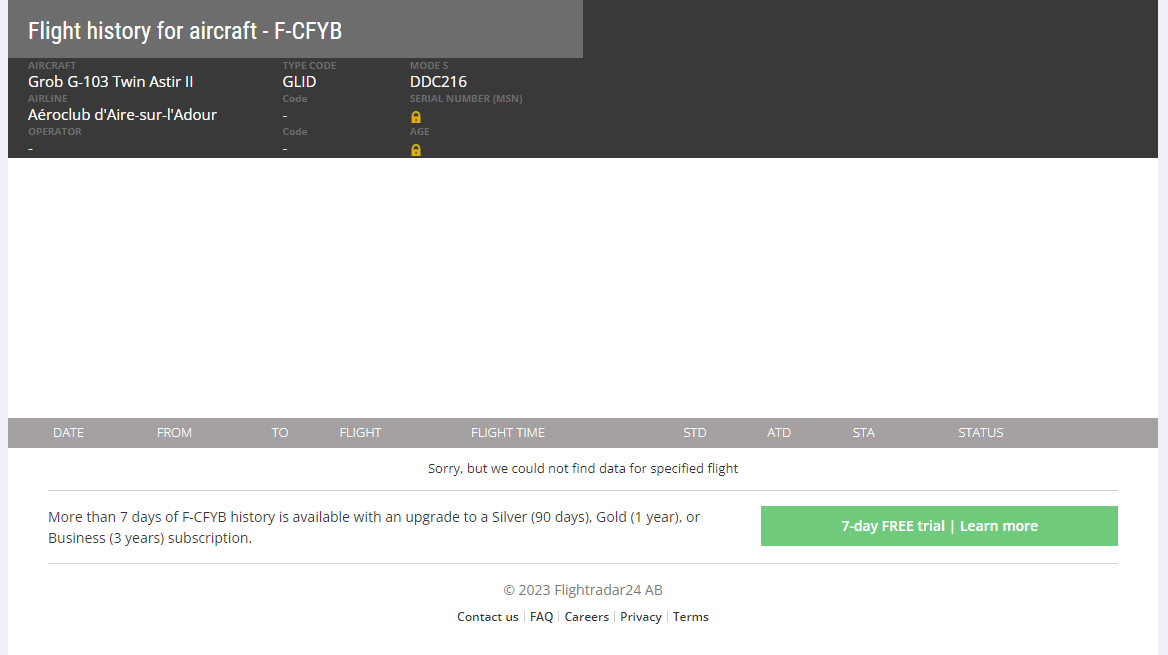 Flight history for aircraft - F-CFYB
AIRCRAFT TYPE CODE MODE S
Grob G-103 Twin Astir II GLID DDC216
AIRLINE Code SERIAL NUMBER (MSN)
Aéroclub d'Aire-sur-l'Adour -
OPERATOR Code AGE
- -
DATE FROM TO FLIGHT FLIGHT TIME STD ATD STA STATUS
Sorry, but we could not find data for specified flight
More than 7 days of F-CFYB history is available with an upgrade to a Silver (90 days), Gold (1 year), or
Business (3 years) subscription.
7-day FREE trial | Learn more
© 2023 Flightradar24 AB
Contact us | FAQ | Careers | Privacy | Terms